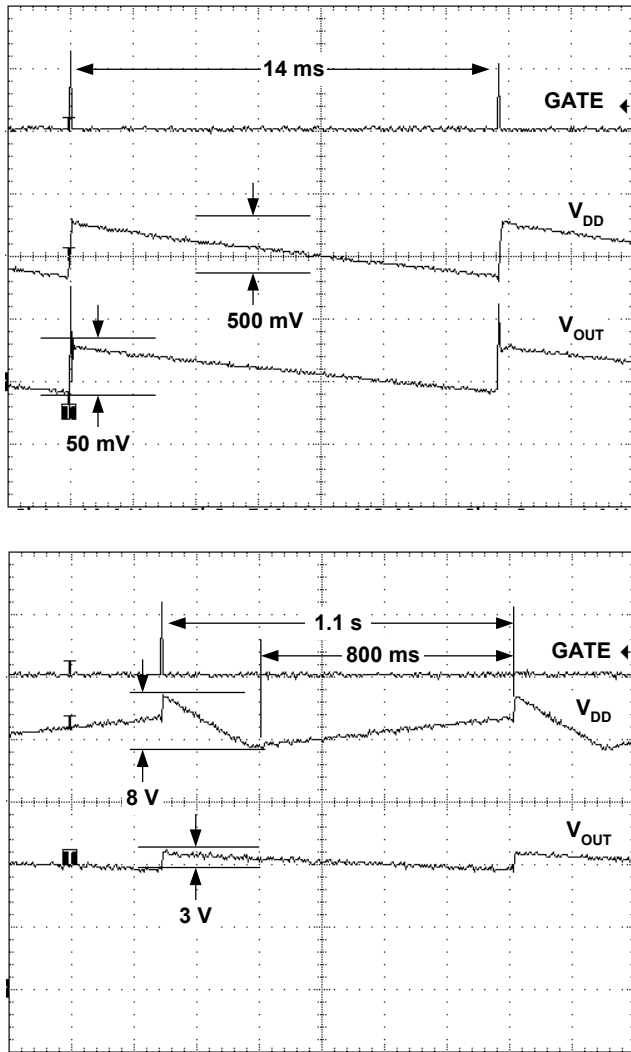 14 ms
GATE
V_DD
500 mV
V_OUT
50 mV
1.1 s
800 ms
GATE
V_DD
8 V
V_OUT
3 V